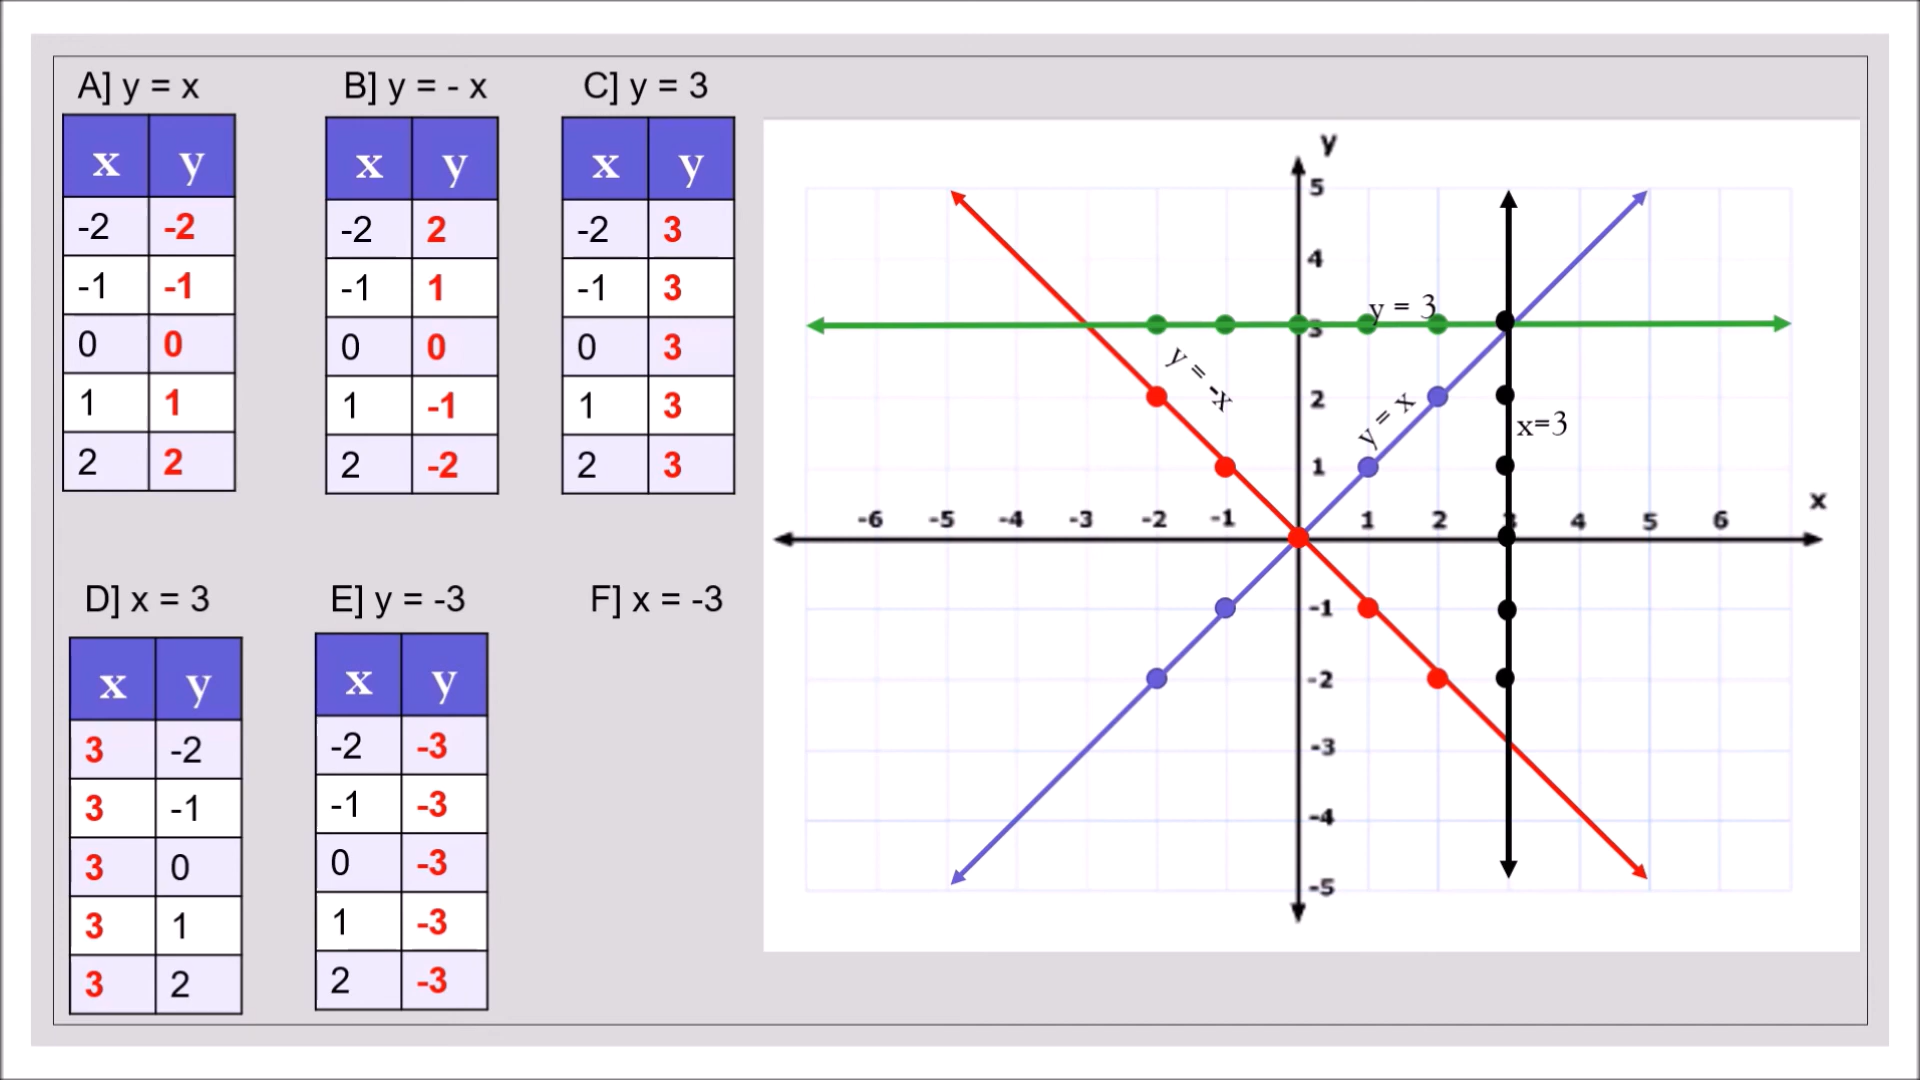 A] y = x
B] y = - x
C] y = 3
x y
-2 -2
-1 -1
0 0
1 1
2 2
x y
-2 2
-1 1
0 0
1 -1
2 -2
x y
-2 3
-1 3
0 3
1 3
2 3
D] x = 3
E] y = -3
F] x = -3
x y
3 -2
3 -1
3 0
3 1
3 2
x y
-2 -3
-1 -3
0 -3
1 -3
2 -3
y
5
4
y = 3
3
y = -x
2
y = x
x=3
1
x
-6 -5 -4 -3 -2 -1 1 2 3 4 5 6
-1
-2
-3
-4
-5